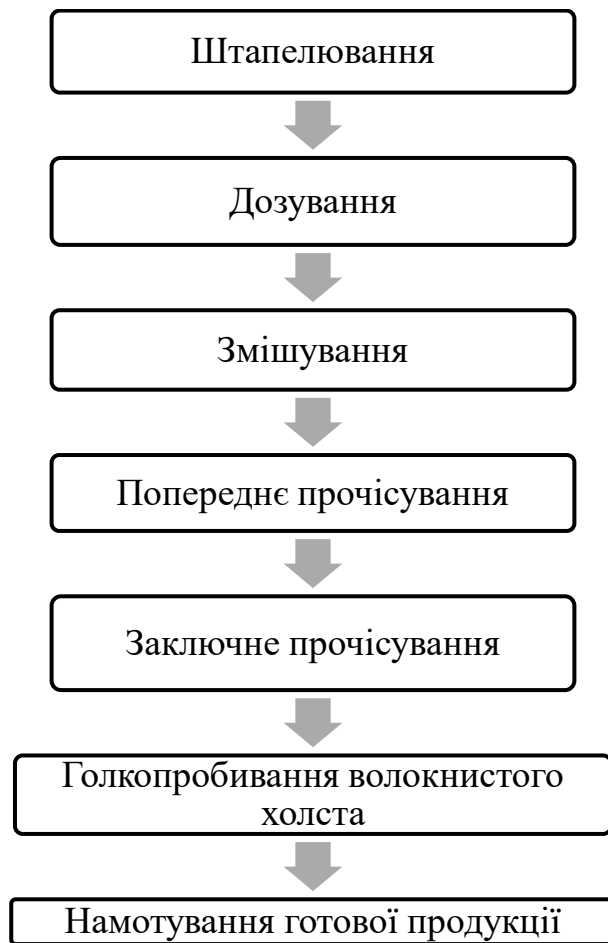 Штапелювання
Дозування
Змішування
Попереднє прочісування
Заключне прочісування
Голкопробивання волокнистого
холста
Намотування готової продукції